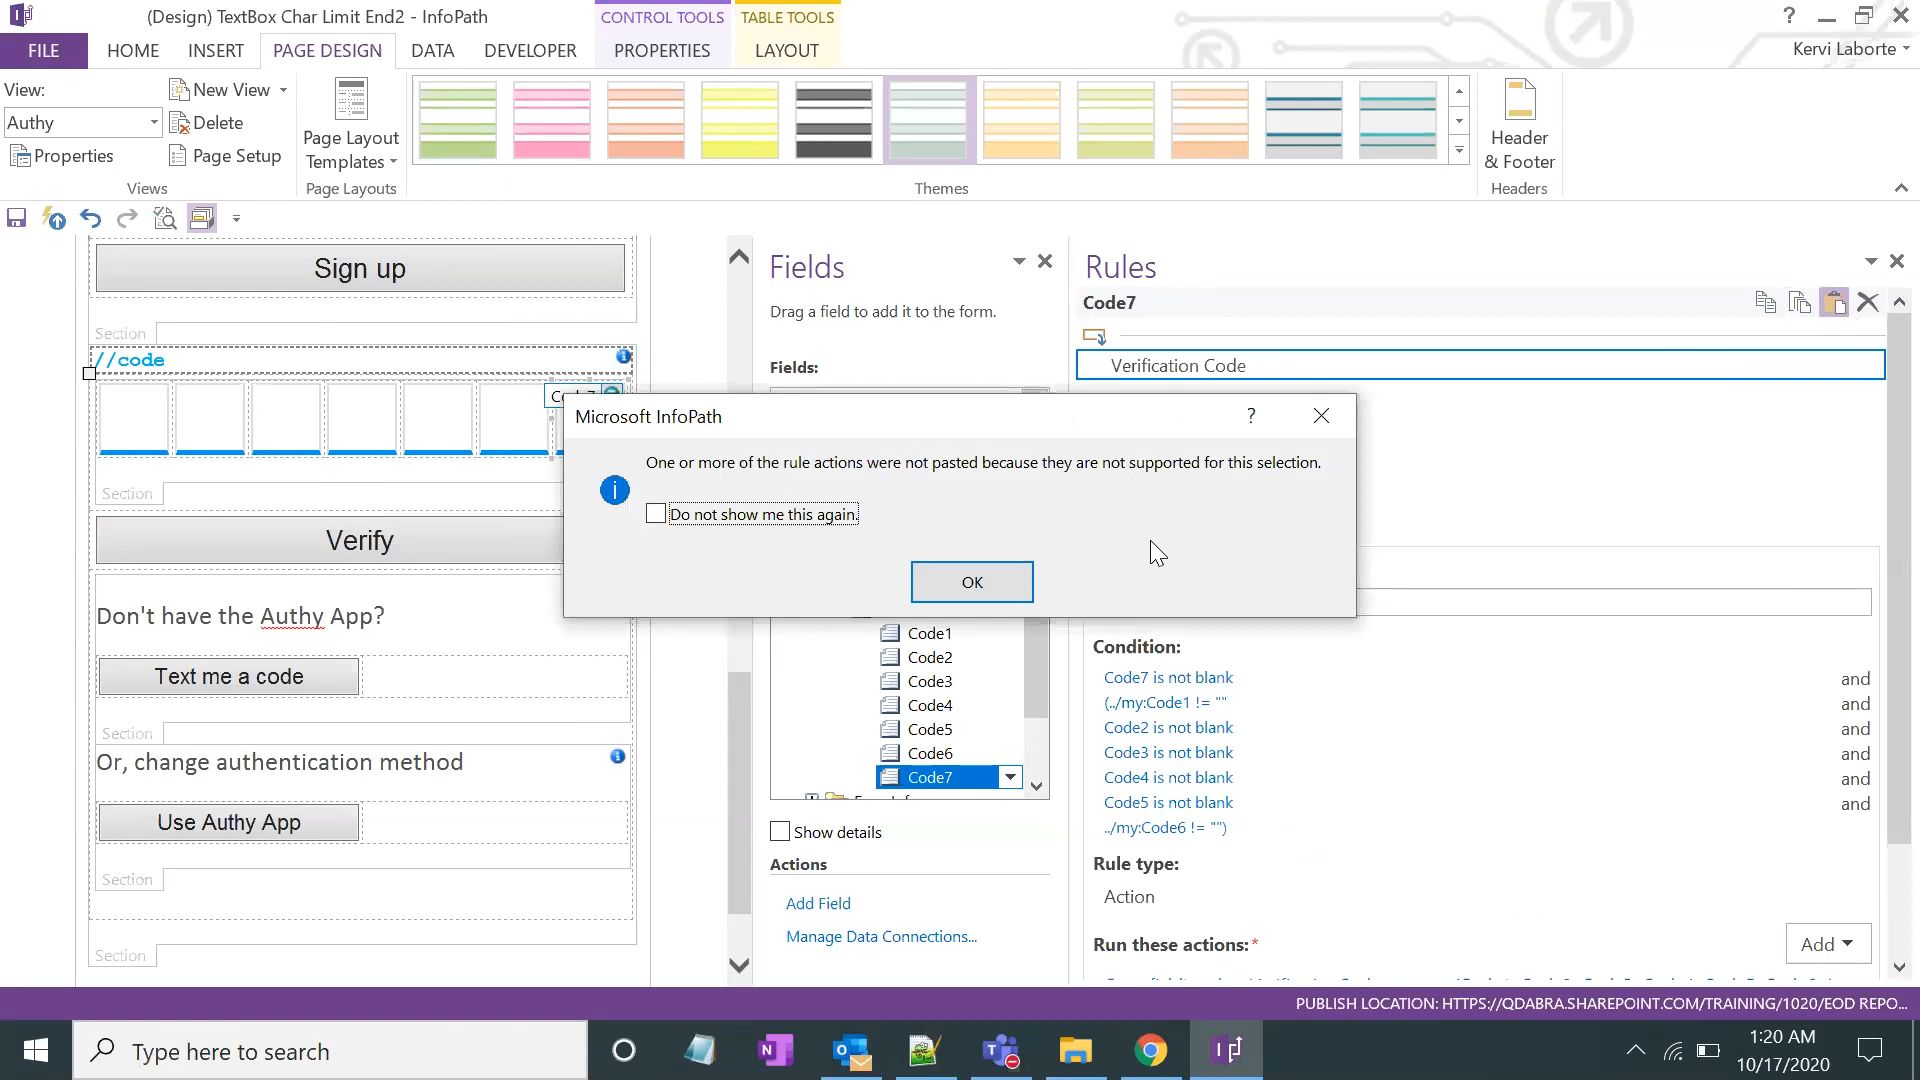 (Design) TextBox Char Limit End2 - InfoPath
CONTROL TOOLS
TABLE TOOLS
?
FILE
HOME
INSERT
PAGE DESIGN
DATA
DEVELOPER
PROPERTIES
LAYOUT
Kervi Laborte
View:
Authy
Properties
New View
Delete
Page Setup
Views
Page Layout
Templates
Page Layouts
Themes
Header
& Footer
Headers
Sign up
Section
//code
Section
Verify
Don't have the Authy App?
Text me a code
Section
Or, change authentication method
Use Authy App
Section
Section
Fields
Drag a field to add it to the form.
Fields:
Code1
Code2
Code3
Code4
Code5
Code6
Code7
Show details
Actions
Add Field
Manage Data Connections...
Rules
Code7
Verification Code
Microsoft InfoPath
?
One or more of the rule actions were not pasted because they are not supported for this selection.
Do not show me this again.
OK
Condition:
Code7 is not blank and
(../my:Code1 != "" and
Code2 is not blank and
Code3 is not blank and
Code4 is not blank and
Code5 is not blank and
../my:Code6 != "")
Rule type:
Action
Run these actions:*
Add
PUBLISH LOCATION: HTTPS://QDABRA.SHAREPOINT.COM/TRAINING/1020/EOD REPO...
Type here to search
1:20 AM
10/17/2020